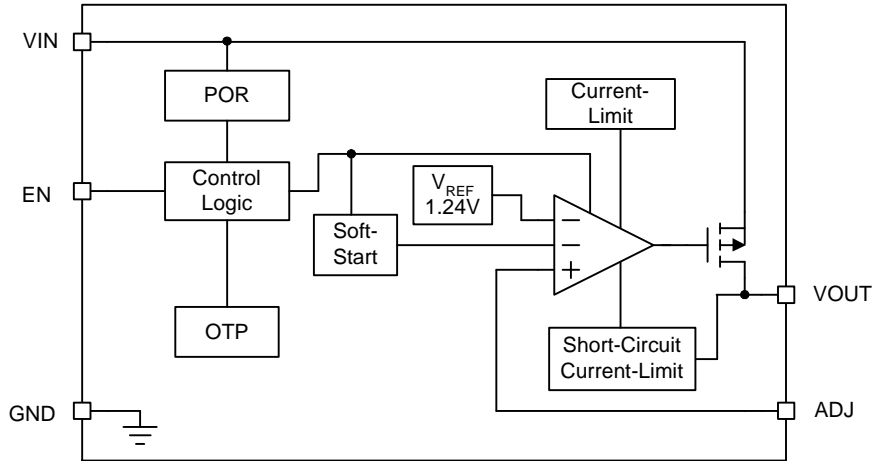 VIN
POR
Current-
Limit
EN
Control
Logic
VREF
1.24V
Soft-
Start
VOUT
OTP
Short-Circuit
Current-Limit
GND
ADJ